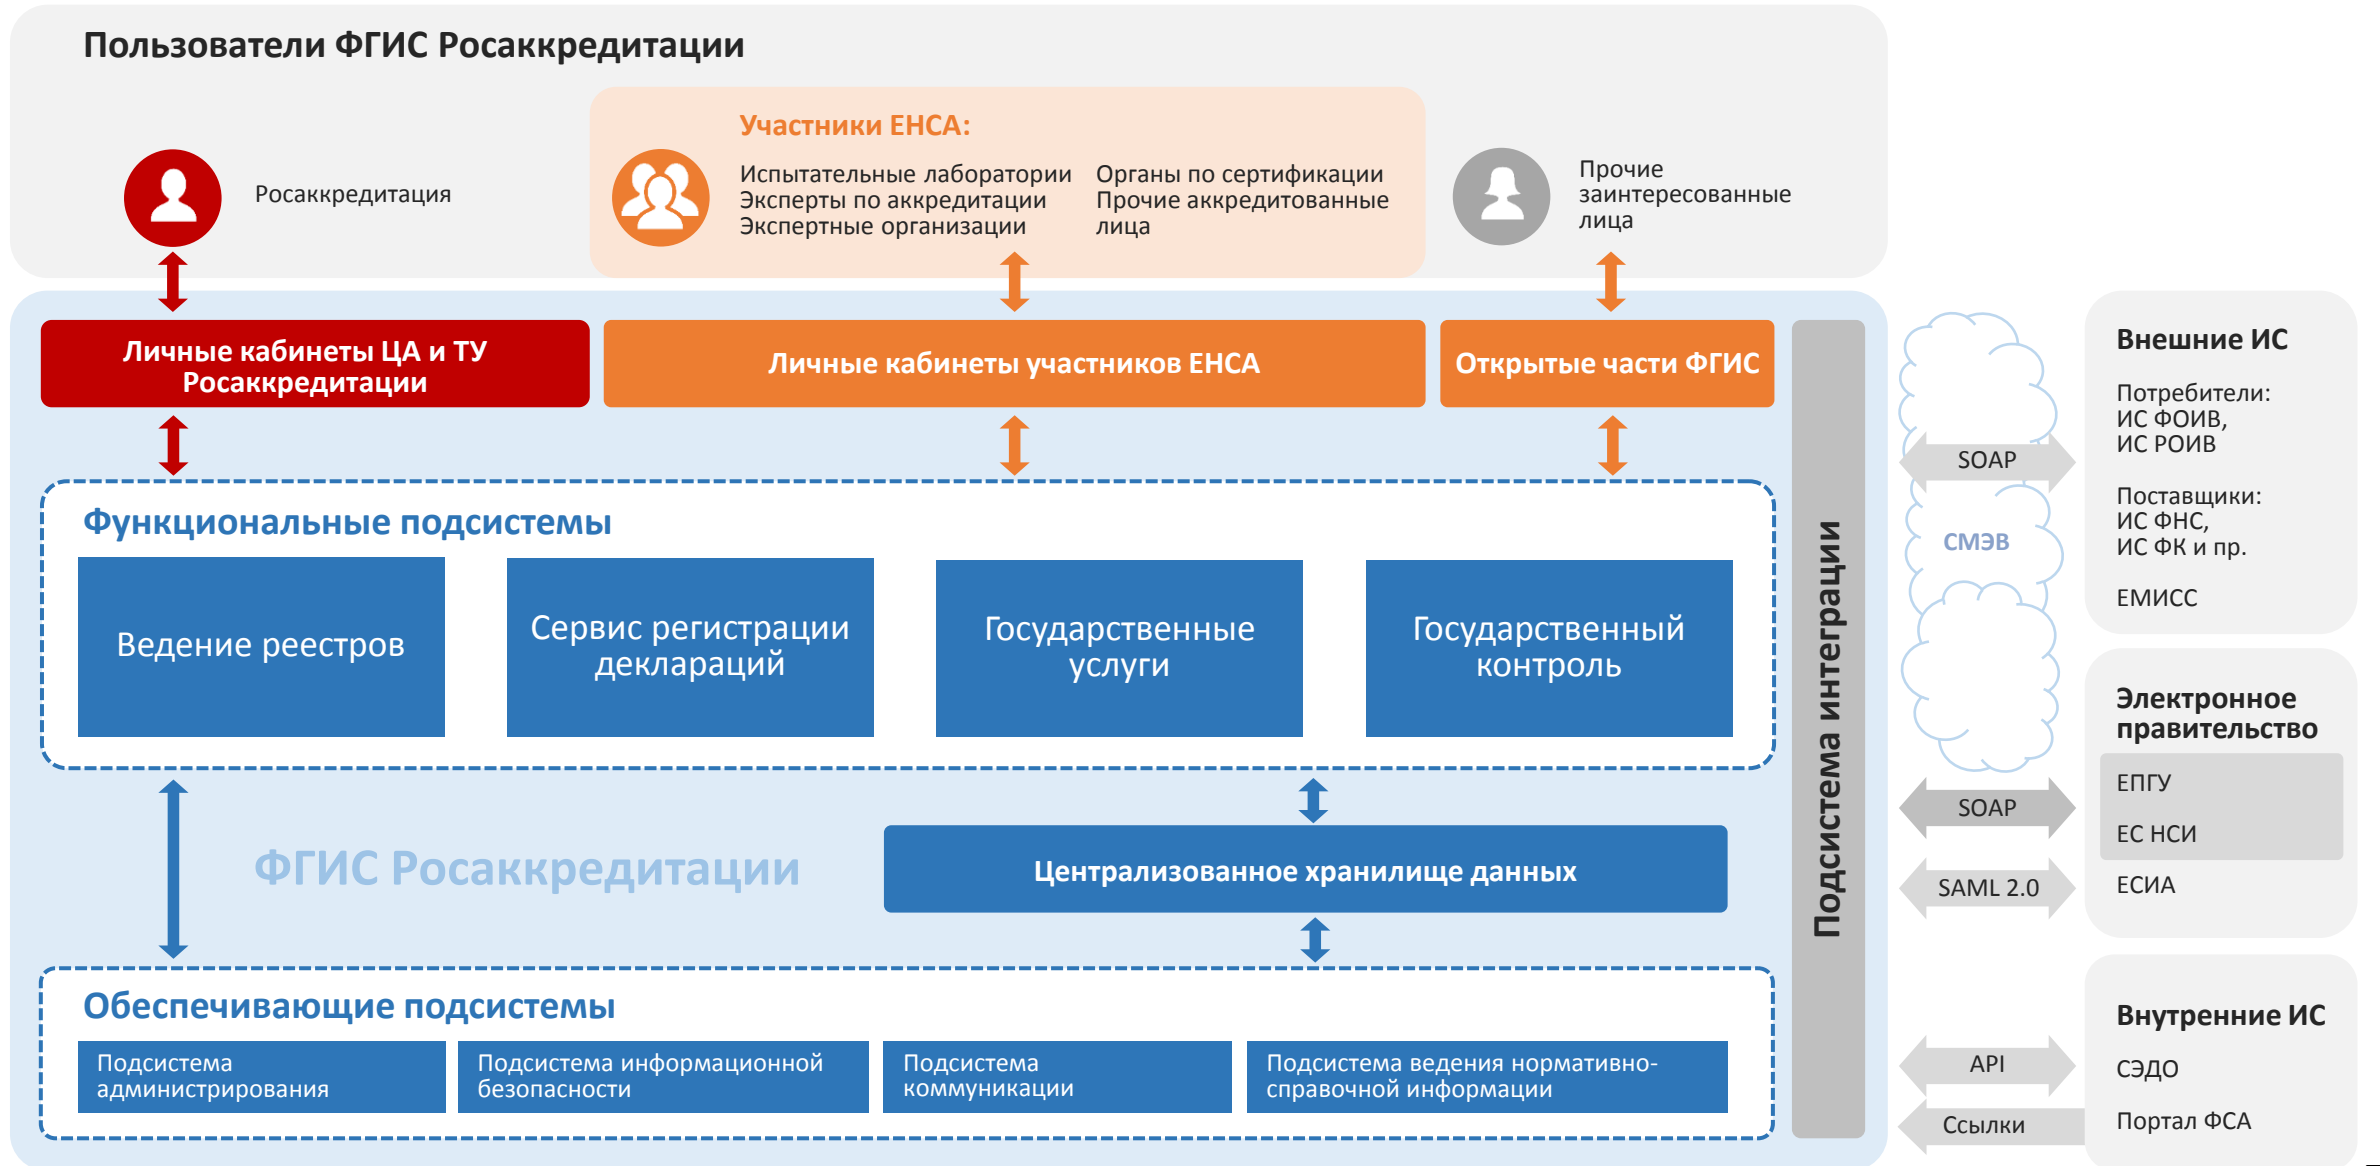 Пользователи ФГИС Росаккредитации
Росаккредитация
Участники ЕНСА:
Испытательные лаборатории
Эксперты по аккредитации
Экспертные организации
Органы по сертификации
Прочие аккредитованные
лица
Прочие
заинтересованные
лица
Личные кабинеты ЦА и ТУ
Росаккредитации
Личные кабинеты участников ЕНСА
Открытые части ФГИС
Функциональные подсистемы
Ведение реестров
Сервис регистрации
деклараций
Государственные
услуги
Государственный
контроль
ФГИС Росаккредитации
Централизованное хранилище данных
Обеспечивающие подсистемы
Подсистема
администрирования
Подсистема информационной
безопасности
Подсистема
коммуникации
Подсистема ведения нормативно-
справочной информации
Подсистема интеграции
SOAP
СМЭВ
SOAP
SAML 2.0
API
Ссылки
Внешние ИС
Потребители:
ИС ФОИВ,
ИС РОИВ
Поставщики:
ИС ФНС,
ИС ФК и пр.
ЕМИСС
Электронное
правительство
ЕПГУ
ЕС НСИ
ЕСИА
Внутренние ИС
СЭДО
Портал ФСА